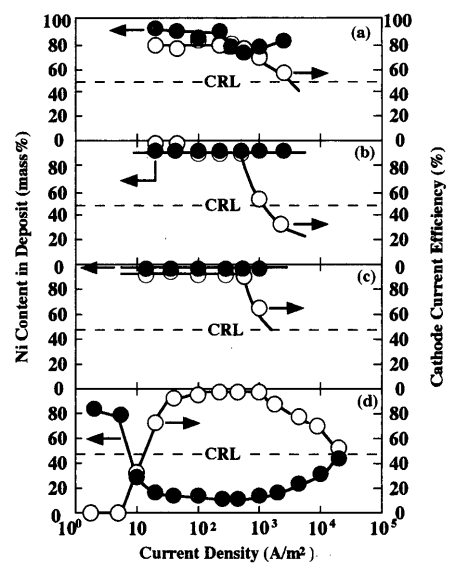 100 100
(a)
80 80
60 60
CRL
40 40
20 20
0 0
(b)
80 80
60 60
CRL
40 40
20 20
0 0
(c)
80 80
60 60
CRL
40 40
20 20
0 0
(d)
80 80
60 60
CRL
40 40
20 20
0 0
10⁰ 10 10² 10³ 10⁴ 10⁵
Current Density (A/m²)
Ni Content in Deposit (mass%)
Cathode Current Efficiency (%)